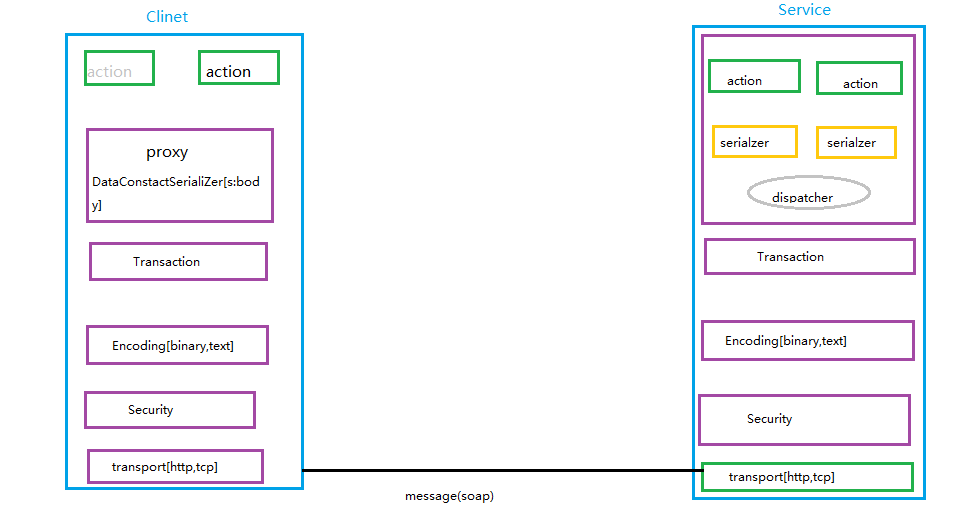 Clinet
action
action
proxy
DataConstactSerialiZer[s:bod
y]
Transaction
Encoding[binary,text]
Security
transport[http,tcp]
message(soap)
Service
action
action
serialzer
serialzer
dispatcher
Transaction
Encoding[binary,text]
Security
transport[http,tcp]